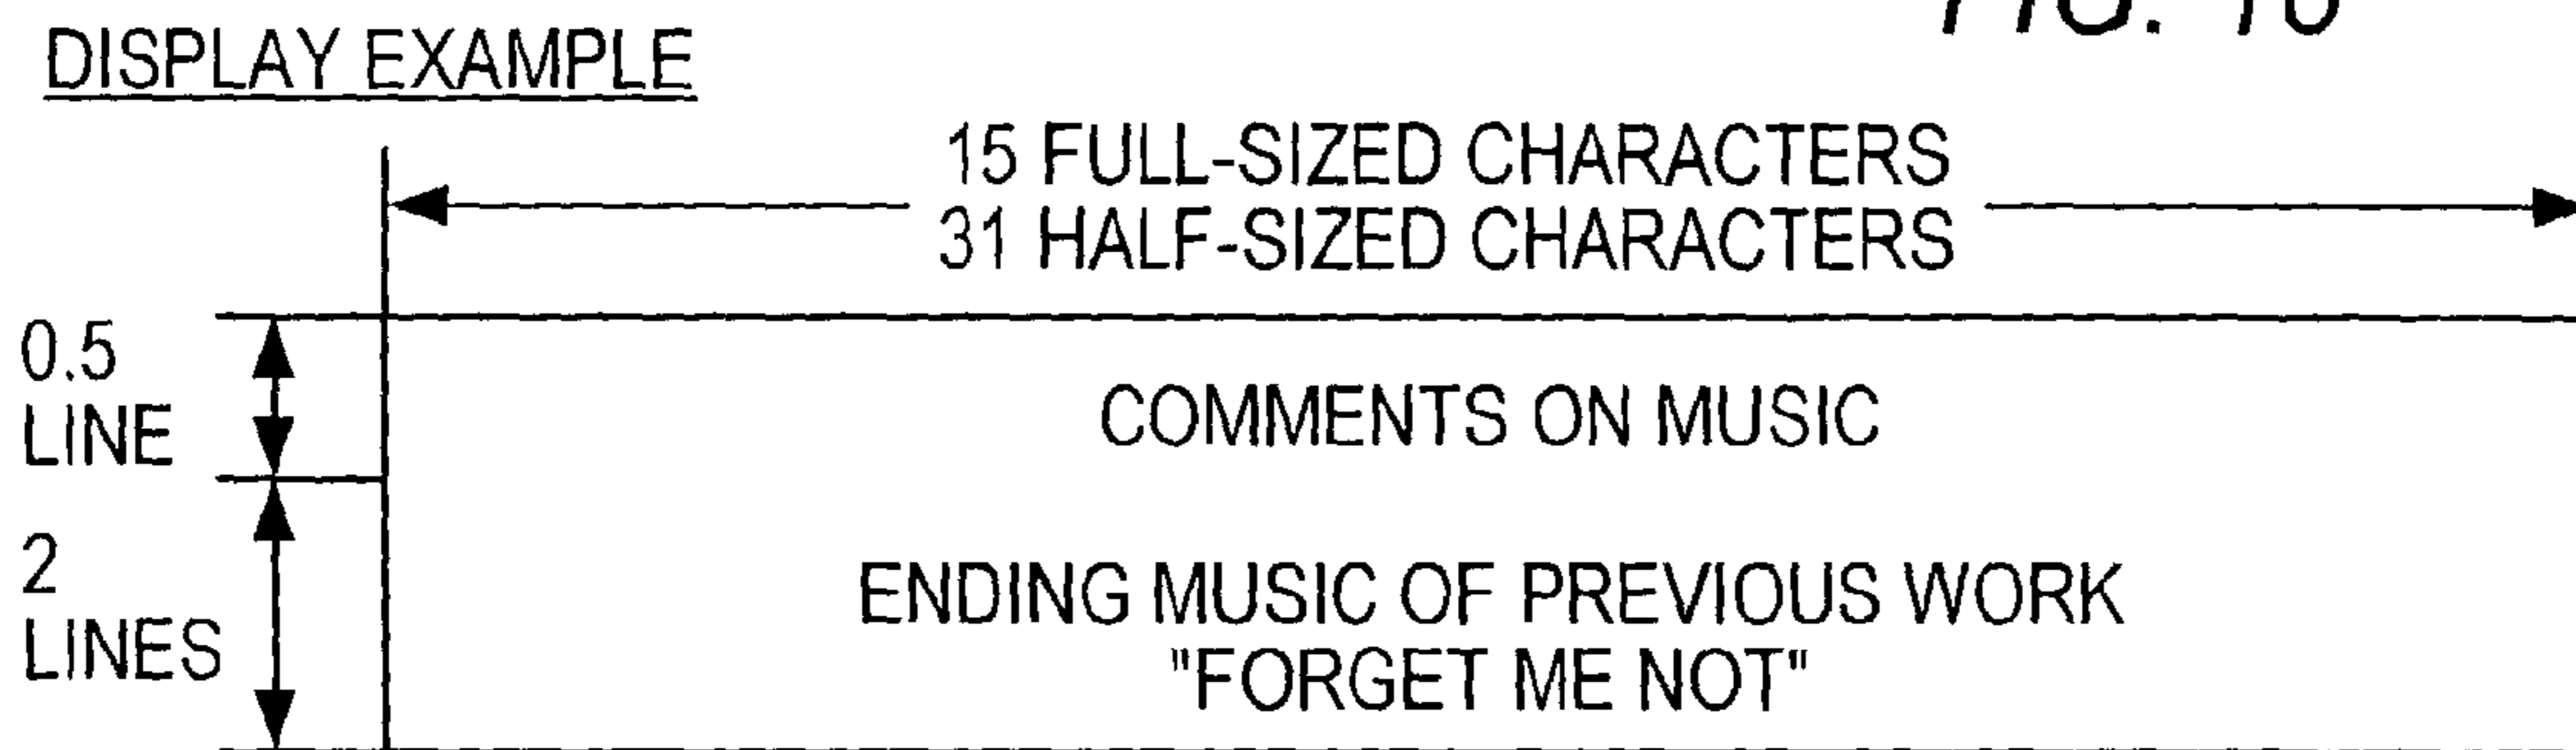 DISPLAY EXAMPLE
15 FULL-SIZED CHARACTERS
31 HALF-SIZED CHARACTERS
0.5
LINE
COMMENTS ON MUSIC
2
LINES
ENDING MUSIC OF PREVIOUS WORK
"FORGET ME NOT"